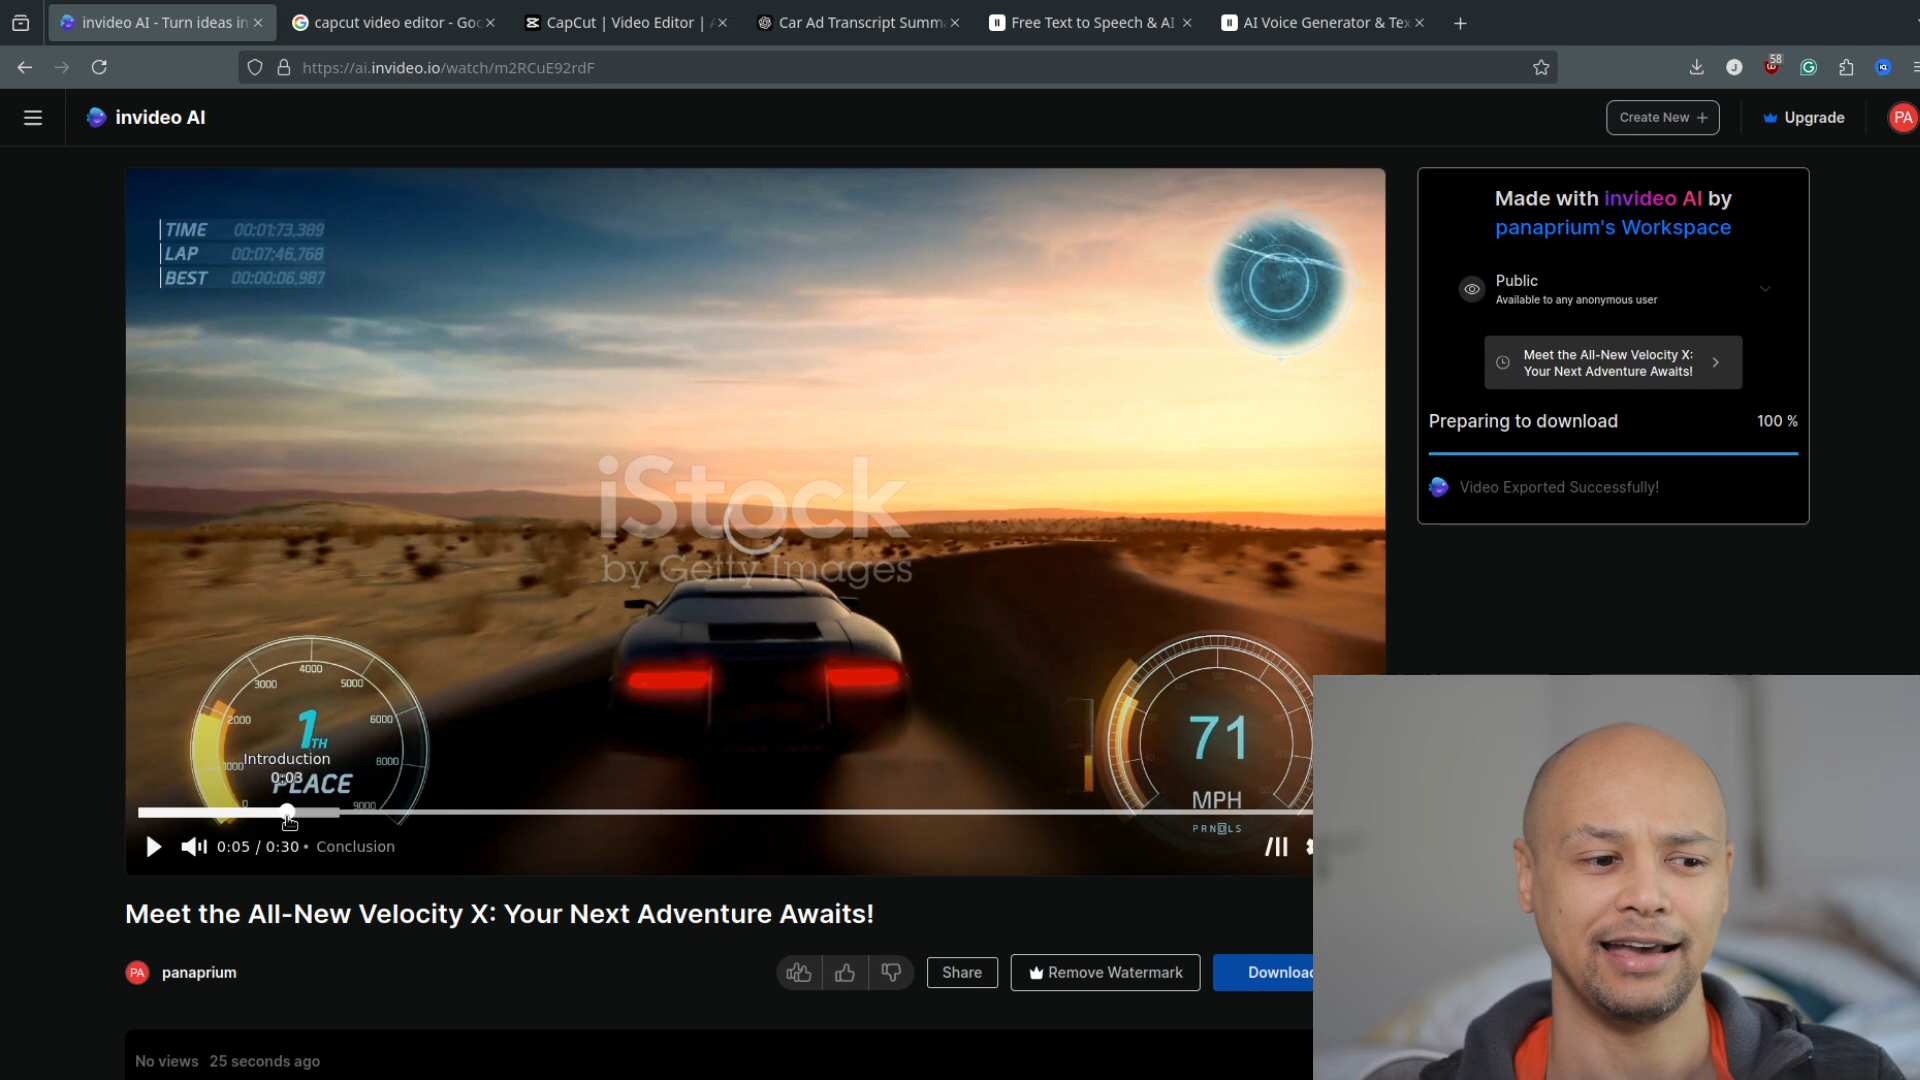 invideo AI - Turn ideas in
capcut video editor - Goo
CapCut | Video Editor |
Car Ad Transcript Summ
Free Text to Speech & AI
AI Voice Generator & Tex
https://ai.invideo.io/watch/m2RCuE92rdF
J
58
invideo AI
Create New +
Upgrade
PA
TIME 00:01:73,389
LAP 00:07:46,768
BEST 00:00:06,987
iStock
by Getty Images
0
1000
2000
3000
4000
5000
6000
8000
9000
1TH
PLACE
Introduction
0:03
71
MPH
PRNDLS
0:05 / 0:30 • Conclusion
Made with invideo AI by
panaprium's Workspace
Public
Available to any anonymous user
Meet the All-New Velocity X:
Your Next Adventure Awaits!
Preparing to download 100 %
Video Exported Successfully!
Meet the All-New Velocity X: Your Next Adventure Awaits!
PA panaprium
Share
Remove Watermark
Download
No views 25 seconds ago